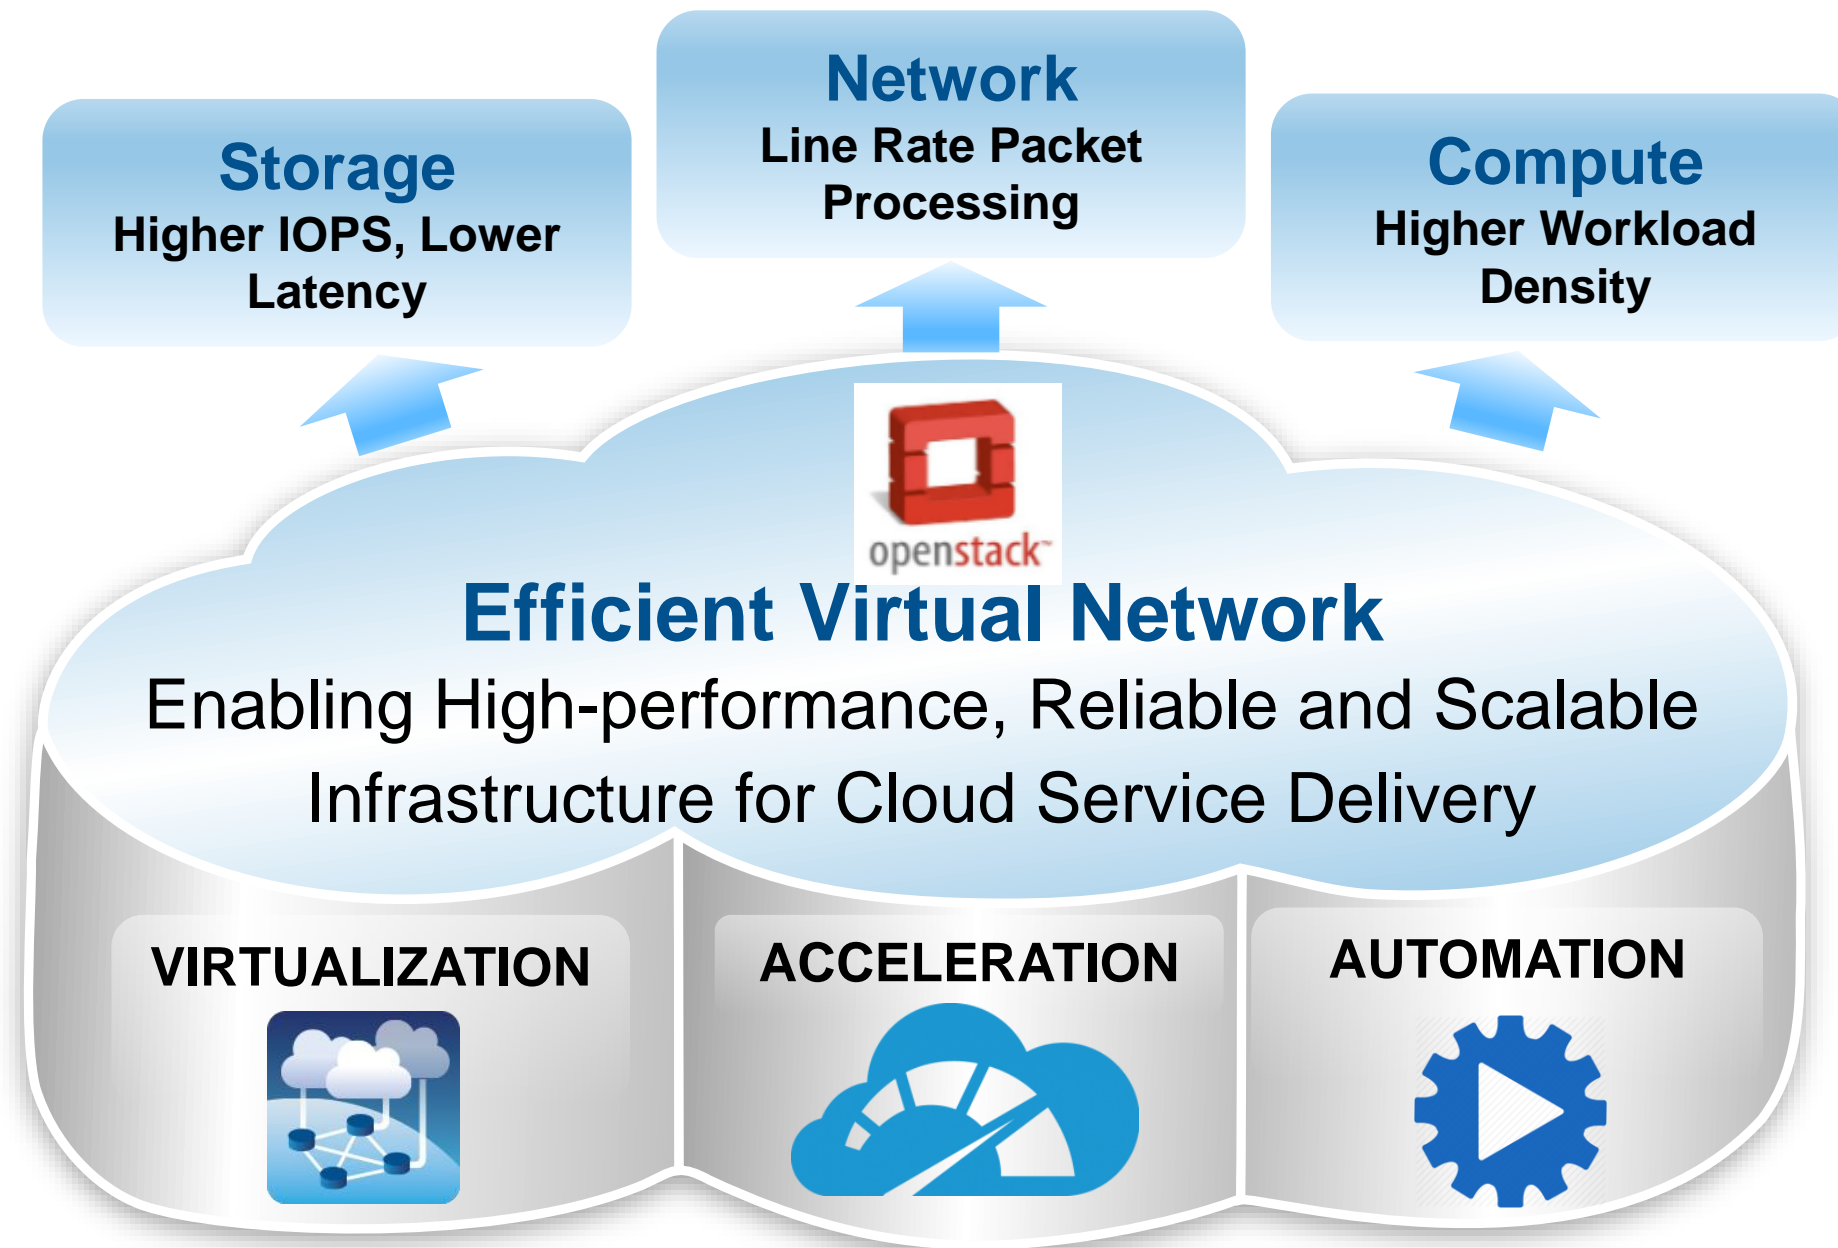 Network
Line Rate Packet
Processing
Storage
Higher IOPS, Lower
Latency
Compute
Higher Workload
Density
openstack™
Efficient Virtual Network
Enabling High-performance, Reliable and Scalable
Infrastructure for Cloud Service Delivery
VIRTUALIZATION
ACCELERATION
AUTOMATION